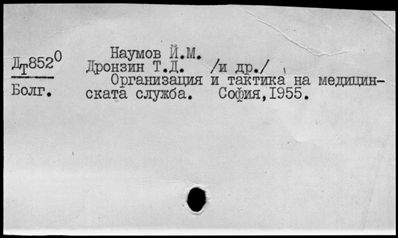 Наумов Й.М.
Дт852⁰ Дронзин Т.Д. /и др./
Организация и тактика на медицин-
Болг. ската служба. София,1955.